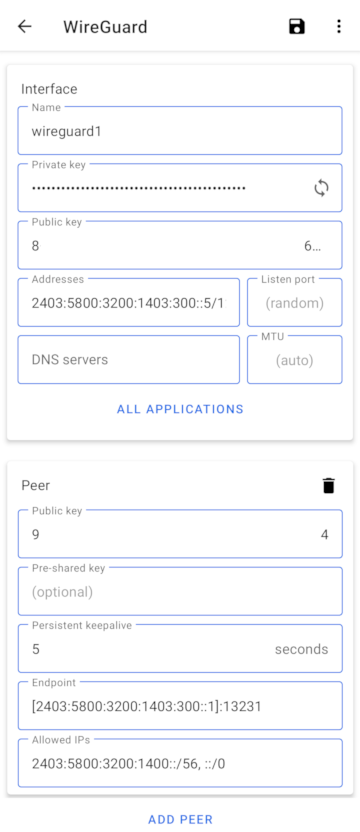 WireGuard
Interface
Name
wireguard1
Private key
••••••••••••••••••••••••••••••••••••••••••••
Public key
8 6...
Addresses Listen port
2403:5800:3200:1403:300::5/1 (random)
MTU
DNS servers (auto)
ALL APPLICATIONS
Peer
Public key
9 4
Pre-shared key
(optional)
Persistent keepalive
5 seconds
Endpoint
[2403:5800:3200:1403:300::1]:13231
Allowed IPs
2403:5800:3200:1400::/56, ::/0
ADD PEER